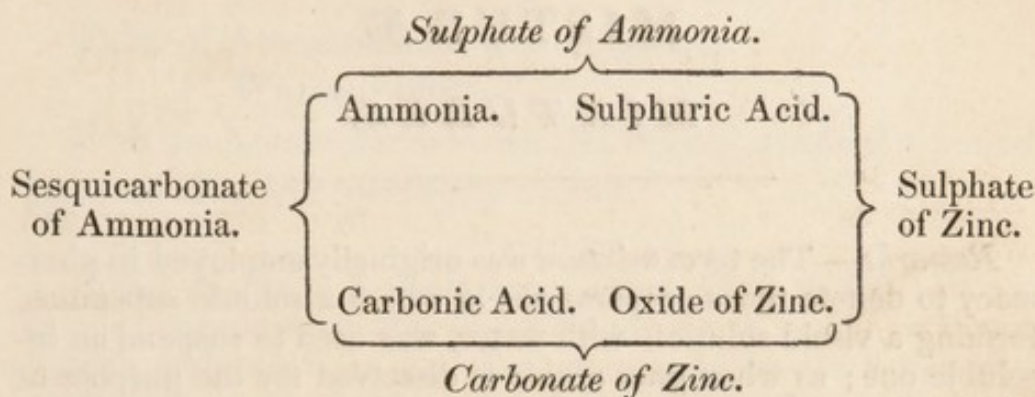 Sulphate of Ammonia.
Ammonia. Sulphuric Acid.
Sesquicarbonate
of Ammonia.
Sulphate
of Zinc.
Carbonic Acid. Oxide of Zinc.
Carbonate of Zinc.